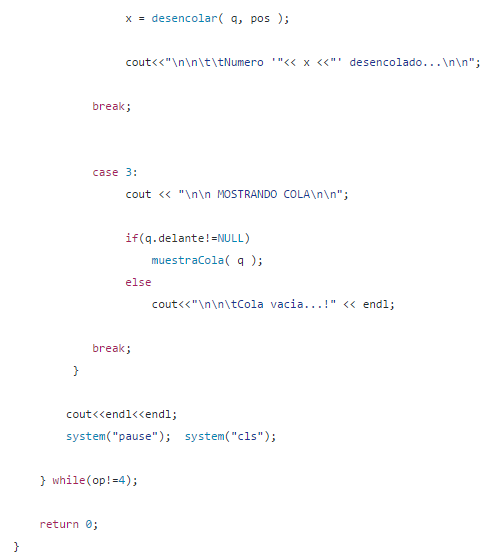 x = desencolar( q, pos );
cout<<"\n\n\t\tNumero '"<< x <<"' desencolado...\n\n";
break;
case 3:
cout << "\n\n MOSTRANDO COLA\n\n";
if(q.delante!=NULL)
muestraCola( q );
else
cout<<"\n\n\tCola vacia...!" << endl;
break;
}
cout<<endl<<endl;
system("pause");  system("cls");
} while(op!=4);
return 0;
}